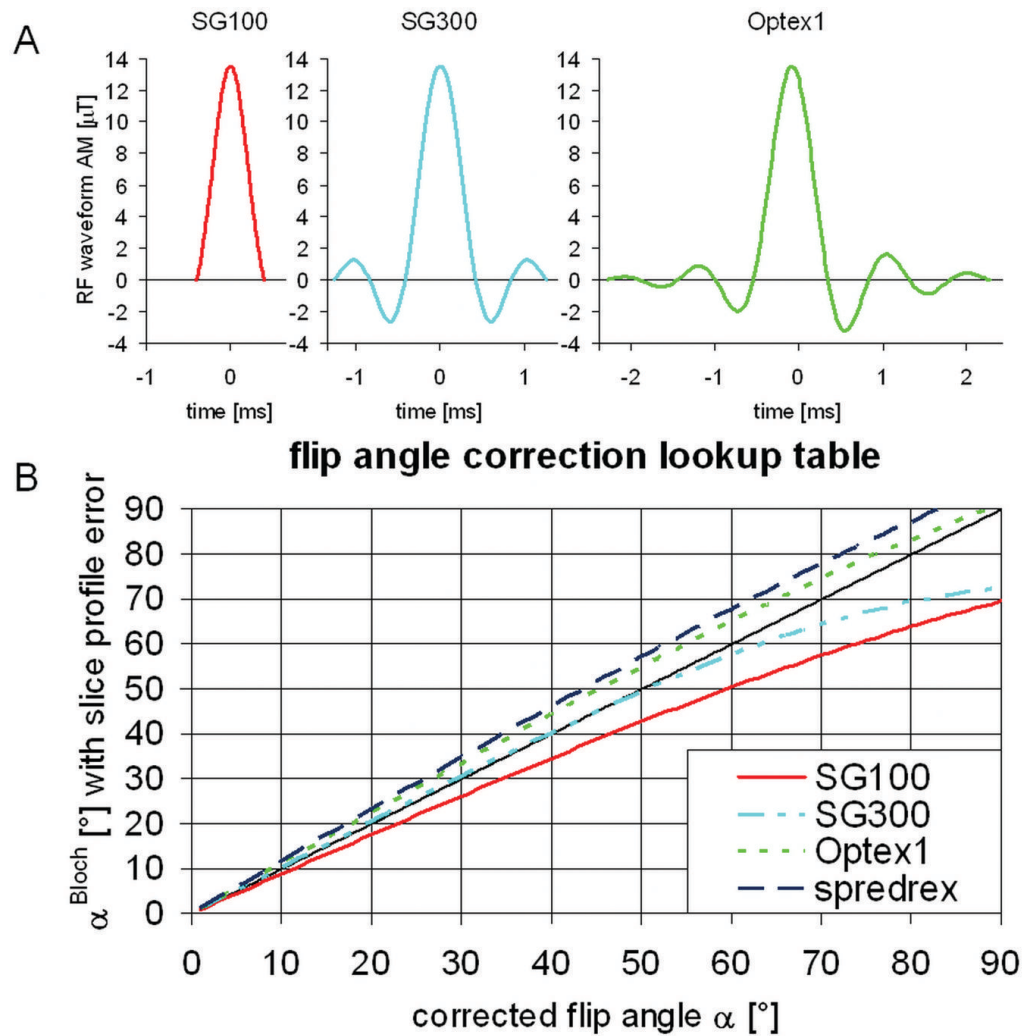 A
SG100 SG300 Optex1
RF waveform AM [µT]
14 14 14
12 12 12
10 10 10
8 8 8
6 6 6
4 4 4
2 2 2
0 0 0
-2 -2 -2
-4 -4 -4
-1 0 -1 0 1 -2 -1 0 1 2
time [ms] time [ms] time [ms]
flip angle correction lookup table
B
α^Bloch [°] with slice profile error
90
80
70
60
50
40
30
20
10
0
SG100
SG300
Optex1
spredrex
0 10 20 30 40 50 60 70 80 90
corrected flip angle α [°]